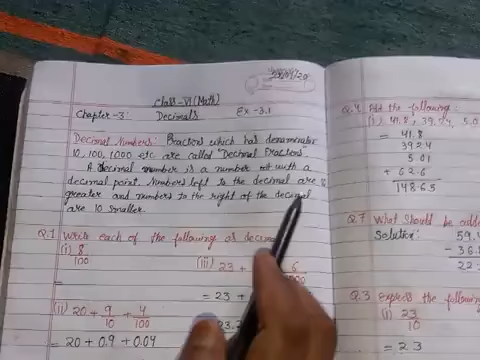 Class-VI (Math)
Chapter-3: Decimals Ex-3.1
Decimal Numbers: Fraction which has denominator
10, 100, 1000 etc. are called "Decimal Fraction".
A decimal number is a number with a
decimal point. Numbers left to the decimal are
greater and numbers to the right of the decimal
are 10 smaller.
Q.1 Write each of the following as
(i) 8/100
(iii) 23 + 6
= 23 +
(ii) 20 + 9/10 + 4/100
= 20 + 0.9 + 0.04
Q.4 Add the following:
(i) 41.8, 39.24, 5.0
= 41.8
39.24
5.01
+ 62.6
148.65
Q.7 What should be
Solution: 59.
- 36.
22
Q.3 Express the following
(i) 23/10
= 2.3